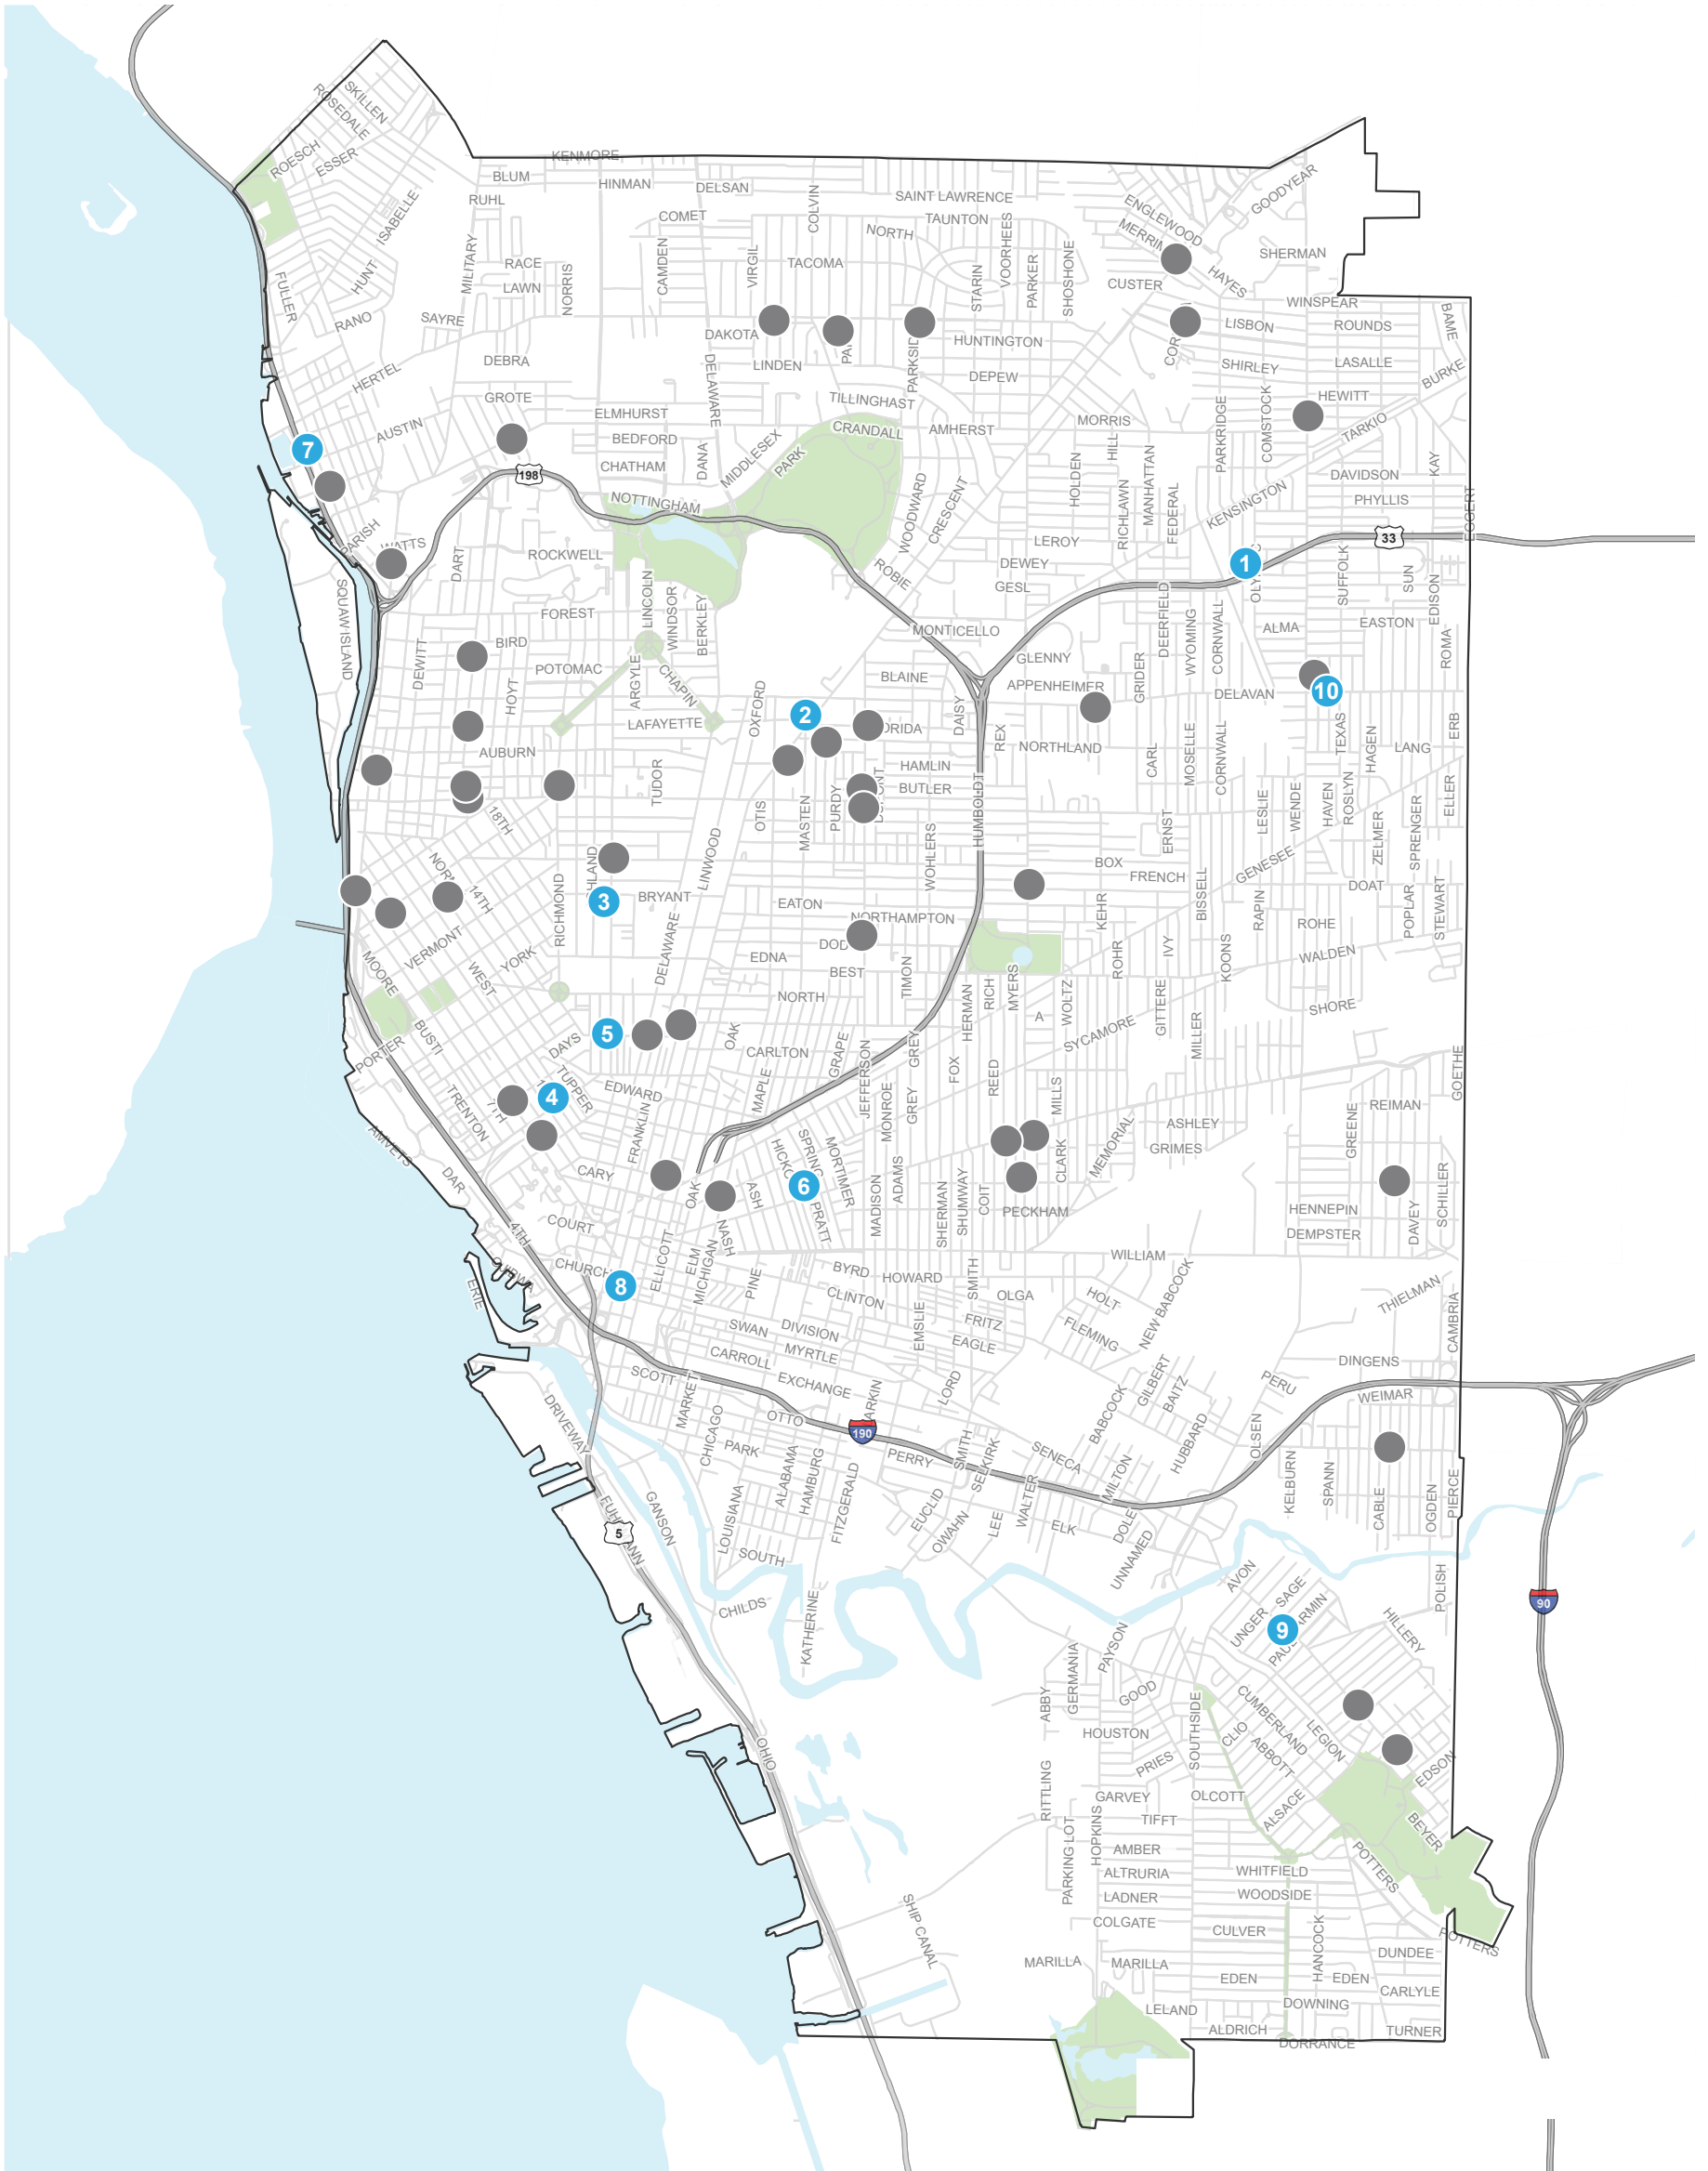 SKILLEN
ROSEDALE
ROESCH
ESSER
KENMORE
BLUM
HINMAN
DELSAN
RUHL
COLVIN
SAINT LAWRENCE
GOODYEAR
ISABELLE
COMET
TAUNTON
ENGLEWOOD
NORTH
VOORHEES
MILITARY
RACE
CAMDEN
VIRGIL
TACOMA
SHERMAN
LAWN
NORRIS
STARIN
PARKER
SHOSHONE
CUSTER
HAYES
HUNT
FULLER
WINSPEAR
RANO
SAYRE
DAKOTA
HUNTINGTON
LISBON
ROUNDS
BAME
DEBRA
LINDEN
DELAWARE
DEPEW
SHIRLEY
LASALLE
BURKE
HERTEL
GROTE
TILLINGHAST
HEWITT
ELMHURST
CRANDALL
AMHERST
MORRIS
PARKRIDGE
COMSTOCK
TARKIO
AUSTIN
BEDFORD
MIDDLESEX
7
CHATHAM
DANA
PARK
HILL
KAY
198
DAVIDSON
HOLDEN
MANHATTAN
NOTTINGHAM
PHYLLIS
WOODWARD
CRESCENT
RICHLAWN
FEDERAL
KENSINGTON
EGGERT
PARISH
WATTS
LEROY
33
DART
ROCKWELL
DEWEY
1
ROBIE
GESL
SUFFOLK
SUN
EDISON
SQUAW ISLAND
LINCOLN
WINDSOR
BERKLEY
FOREST
DEERFIELD
WYOMING
CORNWALL
EASTON
MONTICELLO
ALMA
BIRD
ROMA
DEWITT
POTOMAC
ARGYLE
CHAPIN
GLENNY
BLAINE
APPENHEIMER
GRIDER
HOYT
OXFORD
DELAVAN
10
2
DAISY
LAFAYETTE
REX
TEXAS
HAGEN
ERB
AUBURN
NORTHLAND
CARL
MOSELLE
CORNWALL
LANG
HAMLIN
TUDOR
BUTLER
HUMBOLDT
ROSLYN
ELLER
18TH
OTIS
MASTEN
PURDY
LESLIE
WENDE
HAVEN
ERNST
ZELMER
SPRENGER
LINWOOD
WOHLERS
BOX
FRENCH
GENESEE
DOAT
14TH
RICHMOND
BRYANT
3
EATON
NORTHAMPTON
KEHR
BISSELL
RAPIN
POPLAR
STEWART
ROHE
VERMONT
YORK
DELAWARE
EDNA
BEST
TIMON
ROHR
IVY
KOONS
WALDEN
MOORE
WEST
NORTH
HERMAN
RICH
MYERS
A
WOLTZ
GITTERE
SHORE
BUSTI
5
OAK
SYCAMORE
MILLER
DAYS
CARLTON
GRAPE
GREY
PORTER
JEFFERSON
FOX
REED
GOETHE
TUPPER
EDWARD
MAPLE
4
7TH
TRENTON
FRANKLIN
MONROE
GREY
MILLS
REIMAN
GREENE
ASHLEY
MEMORIAL
GRIMES
AMVETS
MORTIMER
CLARK
DAR
CARY
6
MADISON
ADAMS
SHERMAN
SHUMWAY
COIT
OAK
ASH
PRATT
PECKHAM
HENNEPIN
DAVEY
SCHILLER
COURT
NASH
DEMPSTER
4TH
ELLICOTT
ELM
MICHIGAN
WILLIAM
CHURCH
8
PINE
BYRD
HOWARD
SMITH
NEW BABCOCK
ERIE
CLINTON
OLGA
HOLT
THIELMAN
CAMBRIA
SWAN
DIVISION
EMSLIE
FRITZ
FLEMING
EAGLE
MYRTLE
CARROLL
SCOTT
EXCHANGE
LORD
GILBERT
BAITZ
PERU
DINGENS
WEIMAR
MARKET
DRIVEWAY
CHICAGO
OTTO
190
BABCOCK
HUBBARD
OLSEN
PARK
PERRY
SMITH
SELKIRK
SENECA
ALABAMA
HAMBURG
FITZGERALD
MILTON
KELBURN
SPANN
CABLE
OGDEN
PIERCE
GANSON
LOUISIANA
EUCLID
LEE
WALTER
5
OWAHN
ELK
DOLE
SOUTH
UNNAMED
AVON
POLISH
SAGE
90
CHILDS
KATHERINE
UNGER
9
HILLERY
PAYSON
GERMANIA
ABBY
GOOD
CUMBERLAND
HOUSTON
SOUTHSIDE
CLIO
LEGION
ABBOTT
OHIO
PRIES
EDSON
RITTLING
GARVEY
OLCOTT
ALSACE
TIFFT
HOPKINS
BEYER
PARKING LOT
AMBER
POTTERS
ALTRURIA
WHITFIELD
LADNER
WOODSIDE
SHIP CANAL
COLGATE
CULVER
HANCOCK
POTTERS
DUNDEE
MARILLA
MARILLA
EDEN
EDEN
CARLYLE
LELAND
DOWNING
ALDRICH
TURNER
DORRANCE